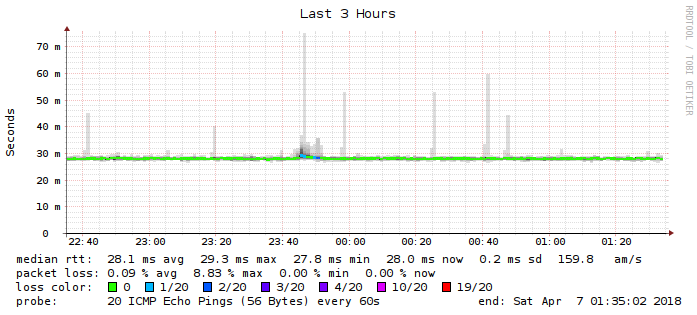 Last 3 Hours
RRDTOOL / TOBI OETIKER
Seconds
70 m
60 m
50 m
40 m
30 m
20 m
10 m
0
22:40 23:00 23:20 23:40 00:00 00:20 00:40 01:00 01:20
median rtt: 28.1 ms avg 29.3 ms max 27.8 ms min 28.0 ms now 0.2 ms sd 159.8 am/s
packet loss: 0.09 % avg 8.83 % max 0.00 % min 0.00 % now
loss color: 0 1/20 2/20 3/20 4/20 10/20 19/20
probe: 20 ICMP Echo Pings (56 Bytes) every 60s end: Sat Apr 7 01:35:02 2018